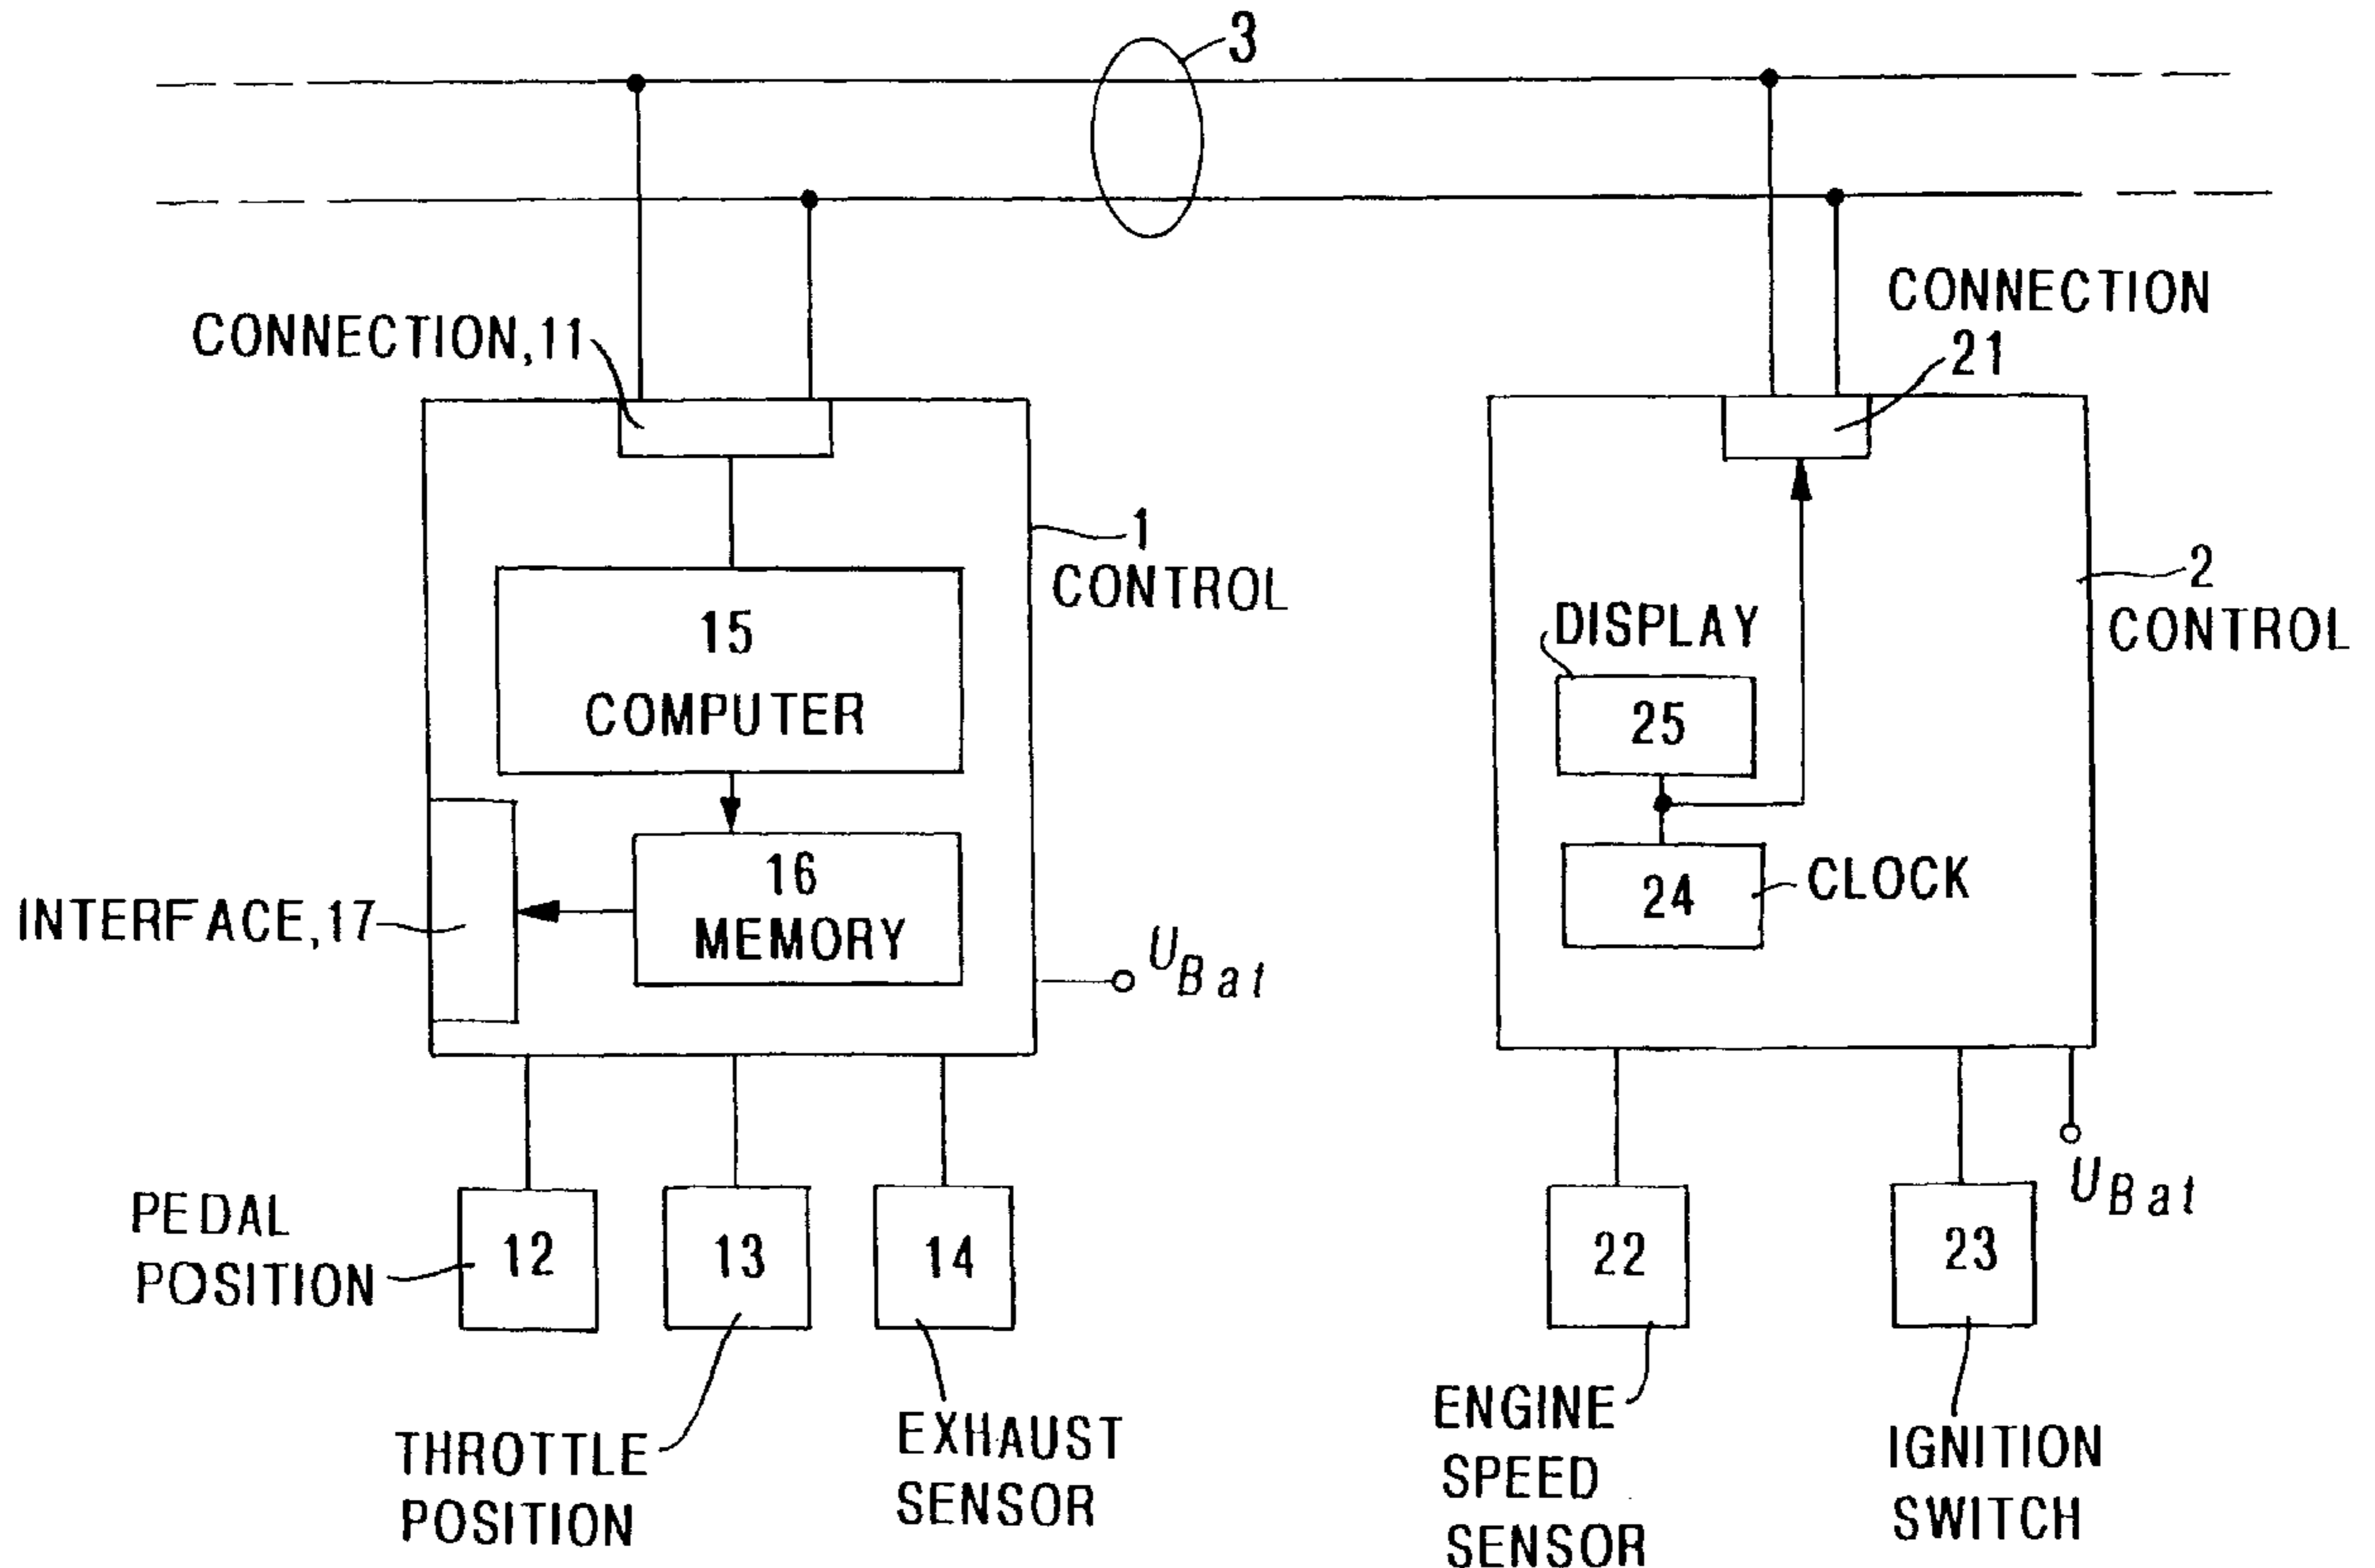 3
CONNECTION,11
CONNECTION
21
1
CONTROL
2
CONTROL
15
COMPUTER
DISPLAY
25
16
MEMORY
24
CLOCK
INTERFACE,17
UBat
UBat
PEDAL
POSITION
12
13
14
22
23
THROTTLE
POSITION
EXHAUST
SENSOR
ENGINE
SPEED
SENSOR
IGNITION
SWITCH